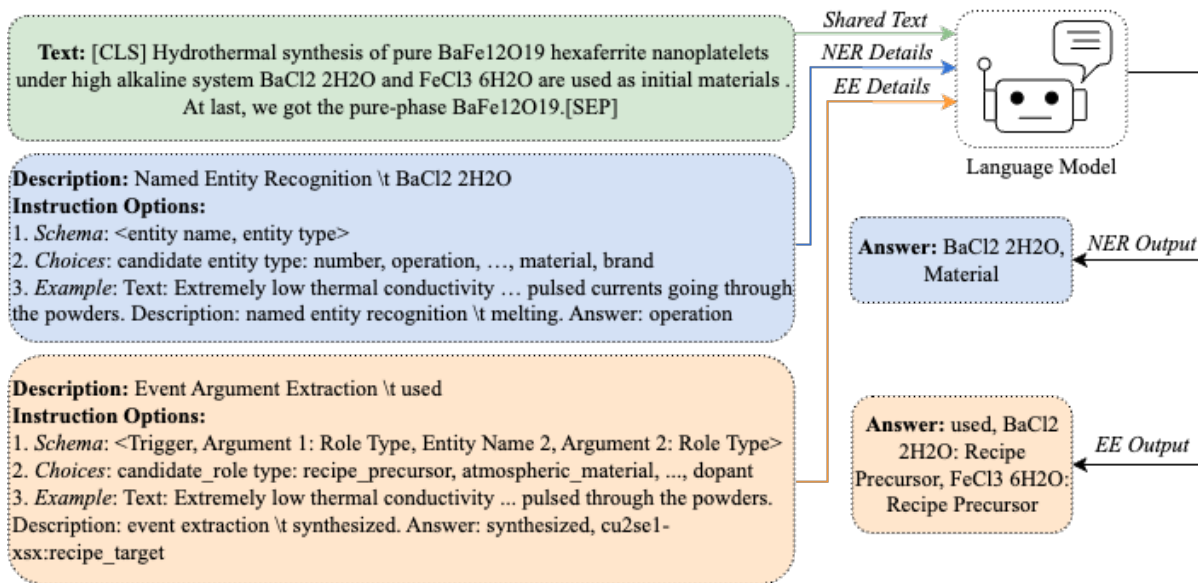 Text: [CLS] Hydrothermal synthesis of pure BaFe12O19 hexaferrite nanoplatelets
under high alkaline system BaCl2 2H2O and FeCl3 6H2O are used as initial materials .
At last, we got the pure-phase BaFe12O19.[SEP]
Shared Text
NER Details
EE Details
Language Model
Description: Named Entity Recognition \t BaCl2 2H2O
Instruction Options:
1. Schema: <entity name, entity type>
2. Choices: candidate entity type: number, operation, …, material, brand
3. Example: Text: Extremely low thermal conductivity … pulsed currents going through
the powders. Description: named entity recognition \t melting. Answer: operation
Answer: BaCl2 2H2O,
Material
NER Output
Description: Event Argument Extraction \t used
Instruction Options:
1. Schema: <Trigger, Argument 1: Role Type, Entity Name 2, Argument 2: Role Type>
2. Choices: candidate_role type: recipe_precursor, atmospheric_material, ..., dopant
3. Example: Text: Extremely low thermal conductivity ... pulsed through the powders.
Description: event extraction \t synthesized. Answer: synthesized, cu2se1-
xsx:recipe_target
Answer: used, BaCl2
2H2O: Recipe
Precursor, FeCl3 6H2O:
Recipe Precursor
EE Output